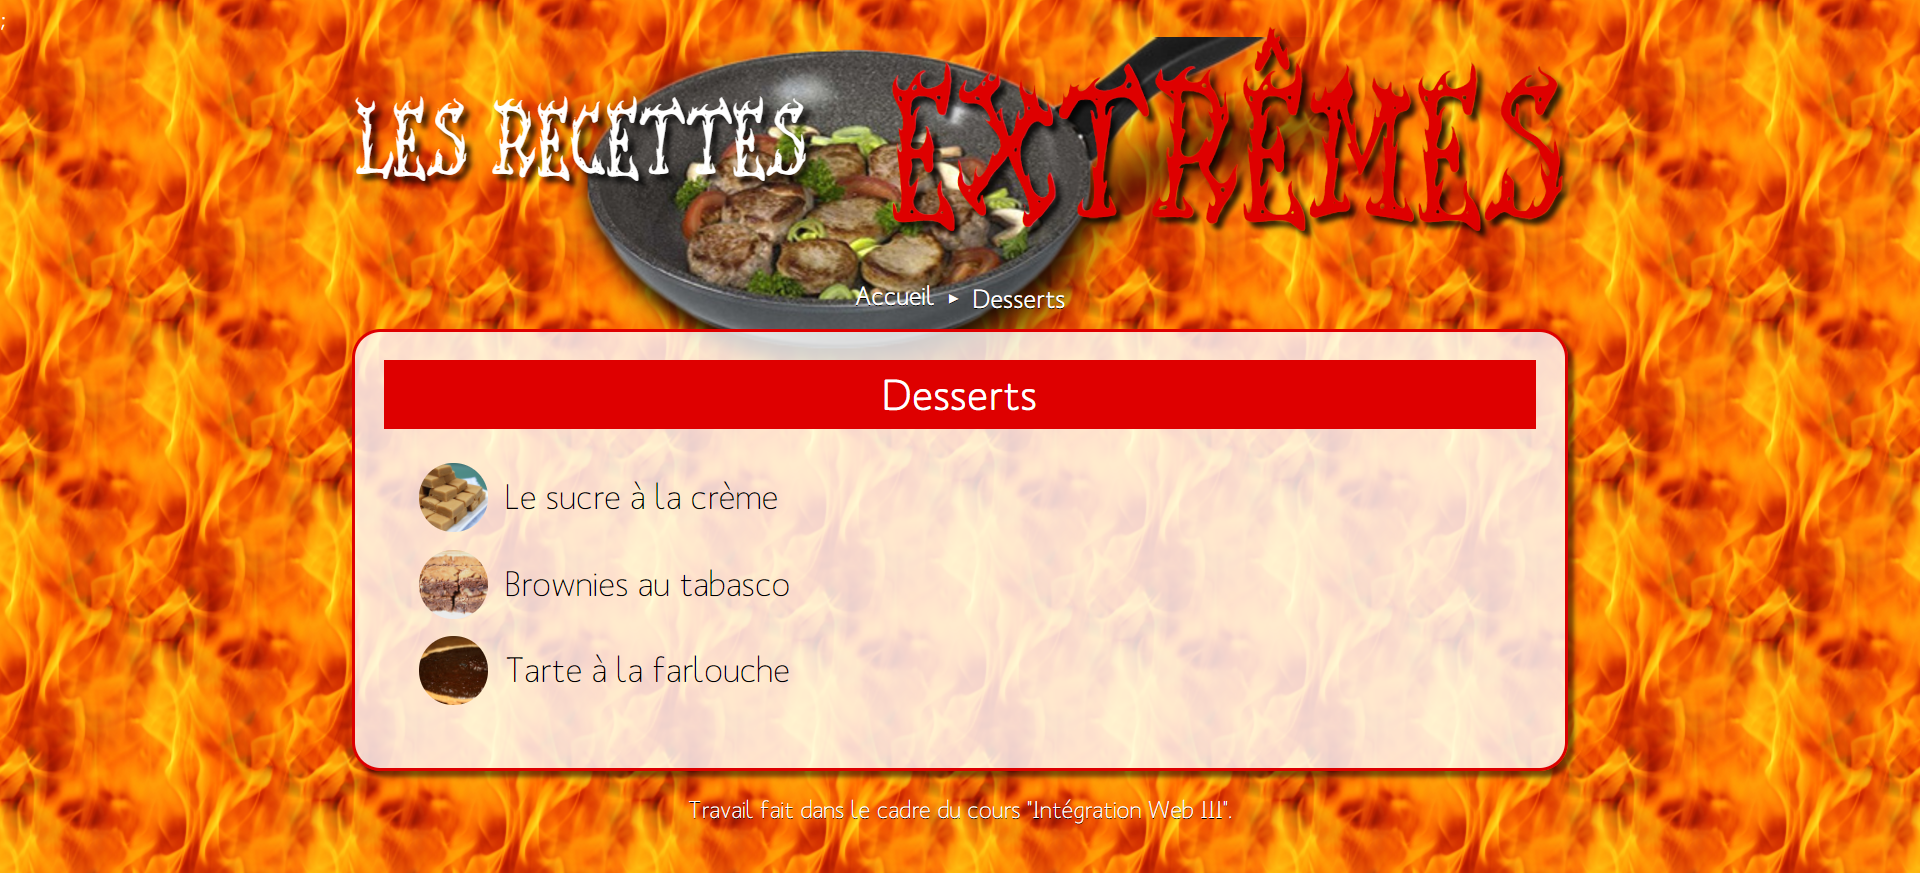 ;
LES RECETTES EXTRÊMES
Accueil ▸ Desserts
Desserts
Le sucre à la crème
Brownies au tabasco
Tarte à la farlouche
Travail fait dans le cadre du cours "Intégration Web III".